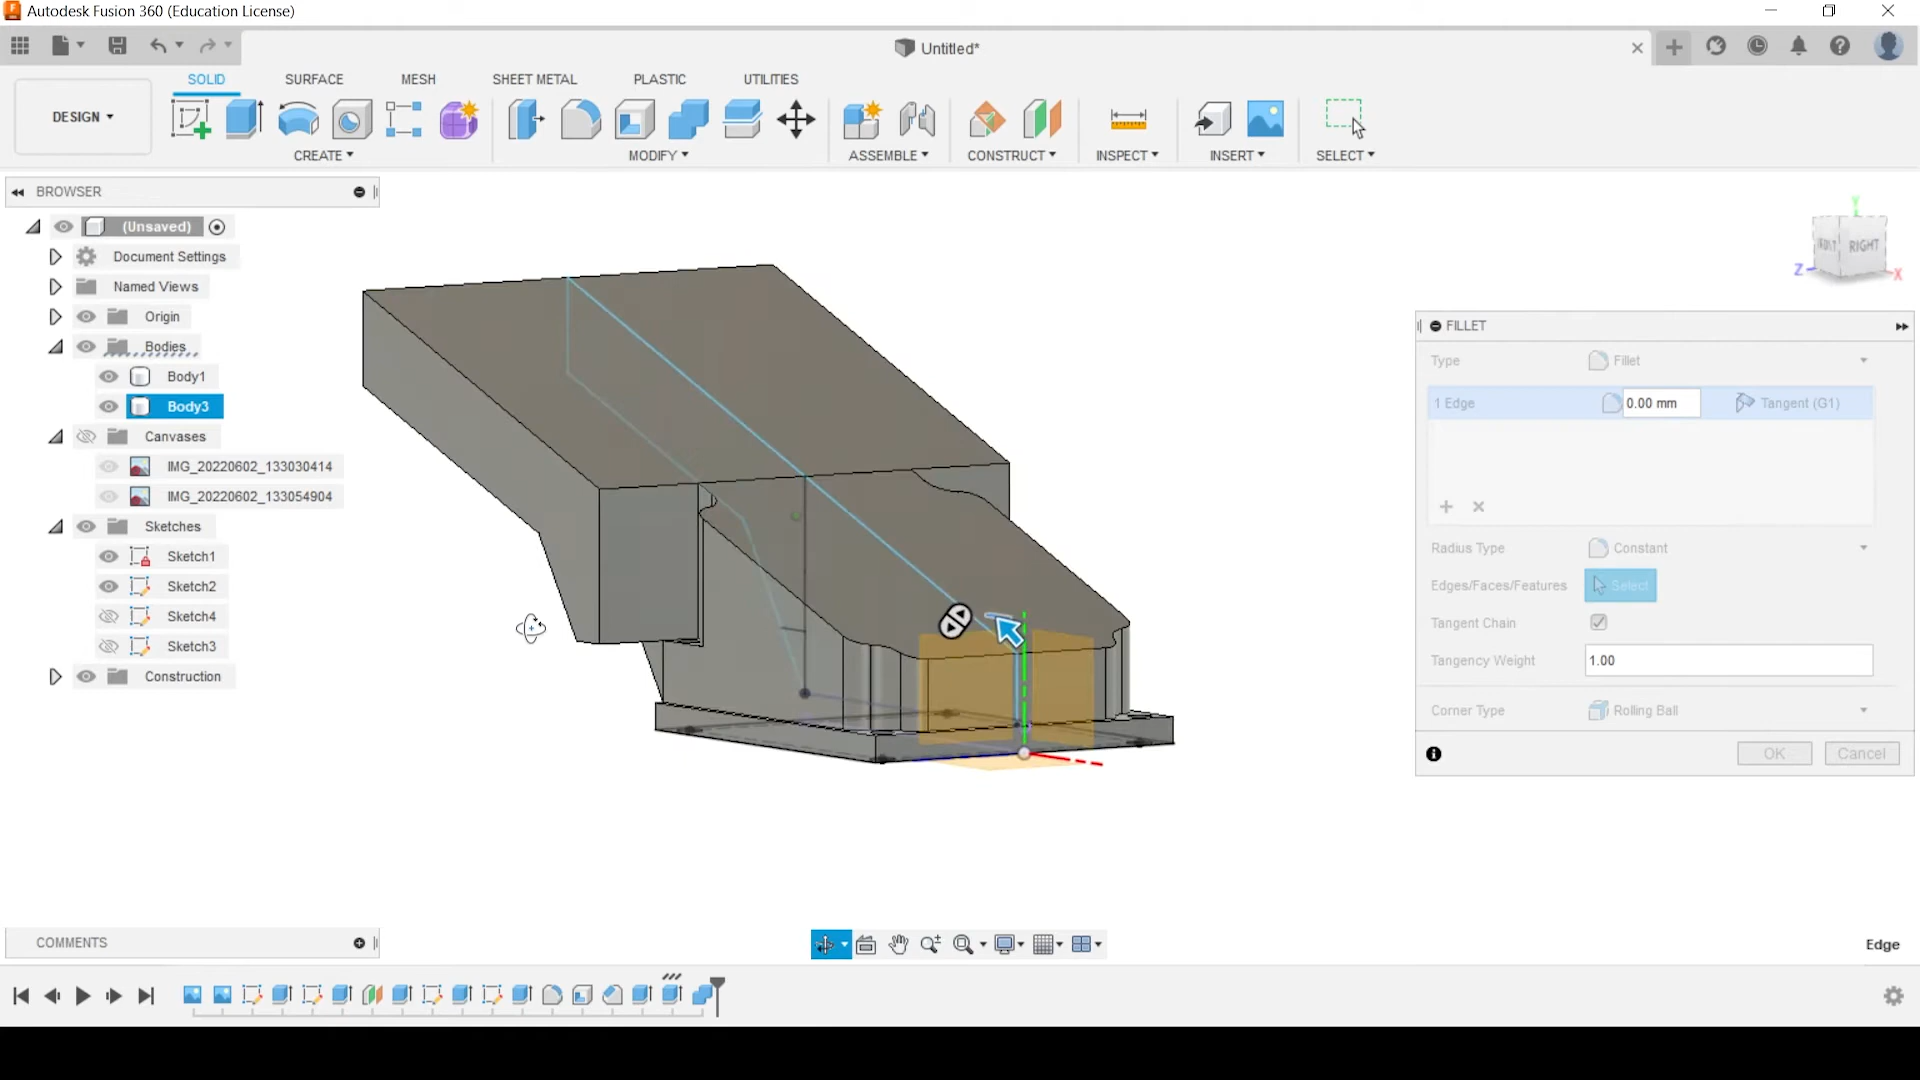 Autodesk Fusion 360 (Education License)
Untitled*
SOLID SURFACE MESH SHEET METAL PLASTIC UTILITIES
DESIGN
CREATE MODIFY ASSEMBLE CONSTRUCT INSPECT INSERT SELECT
BROWSER
(Unsaved)
Document Settings
Named Views
Origin
Bodies
Body1
Body3
Canvases
IMG_20220602_133030414
IMG_20220602_133054904
Sketches
Sketch1
Sketch2
Sketch4
Sketch3
Construction
Y
RIGHT
Z
X
FILLET
Type Fillet
1 Edge 0.00 mm Tangent (G1)
Radius Type Constant
Edges/Faces/Features Select
Tangent Chain
Tangency Weight 1.00
Corner Type Rolling Ball
OK Cancel
COMMENTS
Edge